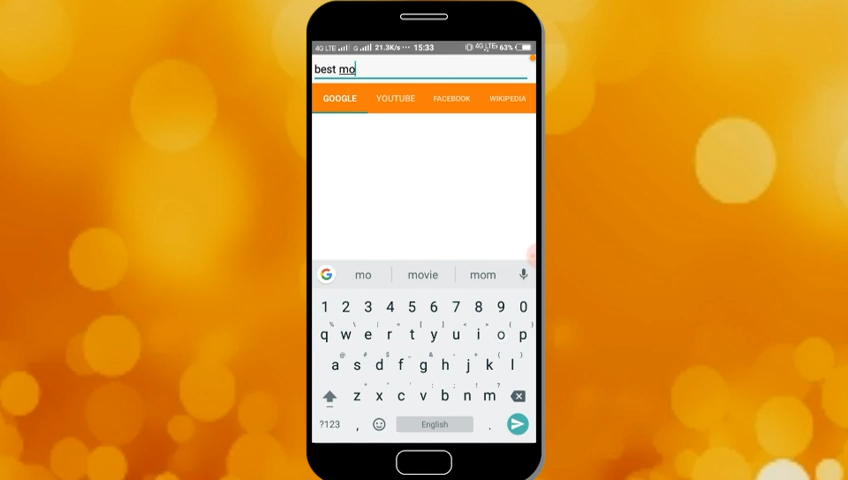 4G LTE G 21.3K/s ··· 15:33 4G LTE 63%
best mo
GOOGLE YOUTUBE FACEBOOK WIKIPEDIA
G mo movie mom
1 2 3 4 5 6 7 8 9 0
q w e r t y u i o p
a s d f g h j k l
z x c v b n m
?123 , English .